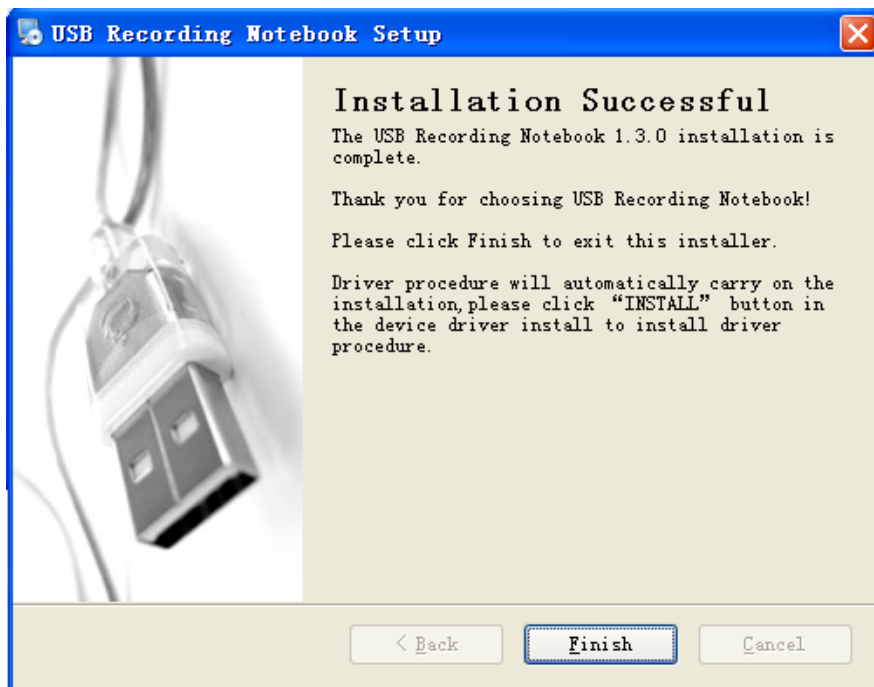 USB Recording Notebook Setup
Installation Successful
The USB Recording Notebook 1.3.0 installation is
complete.
Thank you for choosing USB Recording Notebook!
Please click Finish to exit this installer.
Driver procedure will automatically carry on the
installation,please click “INSTALL” button in
the device driver install to install driver
procedure.
< Back Finish Cancel